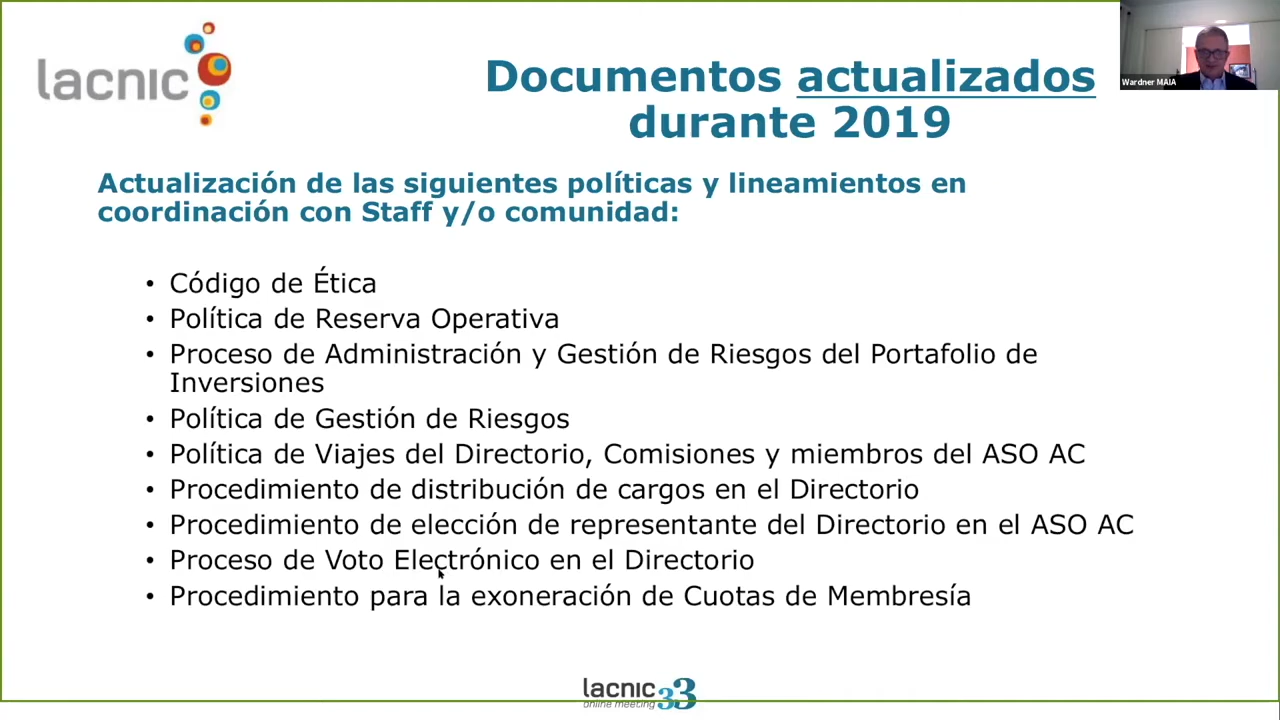 lacnic
Documentos actualizados
durante 2019
Wardner MAIA
Actualización de las siguientes políticas y lineamientos en
coordinación con Staff y/o comunidad:
• Código de Ética
• Política de Reserva Operativa
• Proceso de Administración y Gestión de Riesgos del Portafolio de
Inversiones
• Política de Gestión de Riesgos
• Política de Viajes del Directorio, Comisiones y miembros del ASO AC
• Procedimiento de distribución de cargos en el Directorio
• Procedimiento de elección de representante del Directorio en el ASO AC
• Proceso de Voto Electrónico en el Directorio
• Procedimiento para la exoneración de Cuotas de Membresía
lacnic 33
online meeting